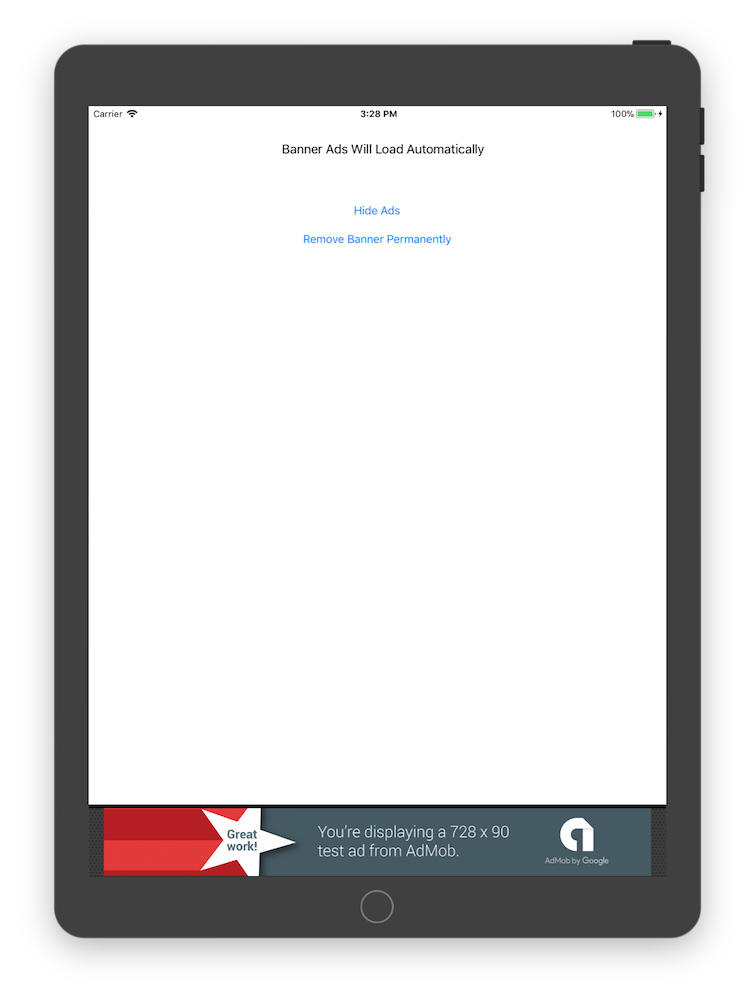 Carrier
3:28 PM
100%
Banner Ads Will Load Automatically
Hide Ads
Remove Banner Permanently
Great
work!
You're displaying a 728 x 90
test ad from AdMob.
AdMob by Google